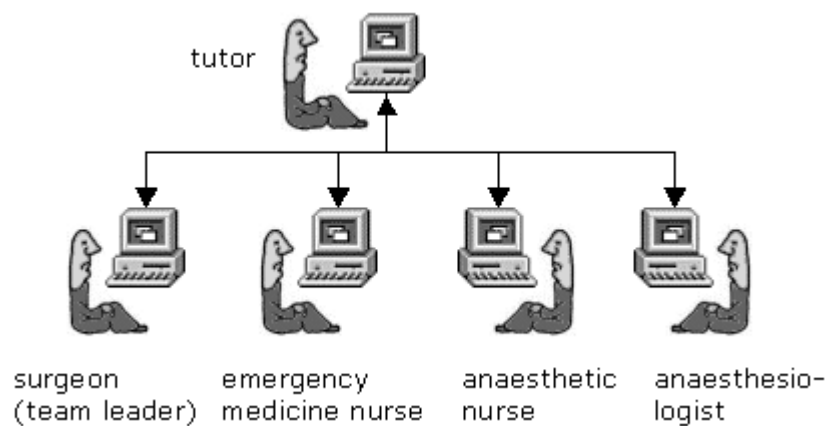 tutor
surgeon
(team leader)
emergency
medicine nurse
anaesthetic
nurse
anaesthesio-
logist